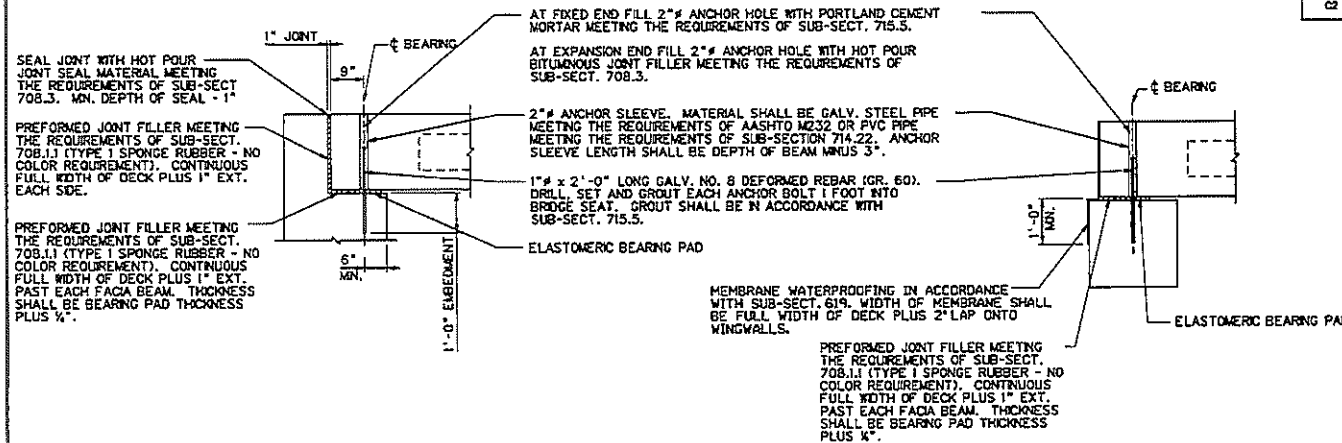 C2
1" JOINT
9"
℄ BEARING
SEAL JOINT WITH HOT POUR
JOINT SEAL MATERIAL MEETING
THE REQUIREMENTS OF SUB-SECT
708.3. MIN. DEPTH OF SEAL - 1"
PREFORMED JOINT FILLER MEETING
THE REQUIREMENTS OF SUB-SECT.
708.1.1 (TYPE 1 SPONGE RUBBER - NO
COLOR REQUIREMENT). CONTINUOUS
FULL WIDTH OF DECK PLUS 1" EXT.
EACH SIDE.
PREFORMED JOINT FILLER MEETING
THE REQUIREMENTS OF SUB-SECT.
708.1.1 (TYPE 1 SPONGE RUBBER - NO
COLOR REQUIREMENT). CONTINUOUS
FULL WIDTH OF DECK PLUS 1" EXT.
PAST EACH FACIA BEAM. THICKNESS
SHALL BE BEARING PAD THICKNESS
PLUS ¼".
6"
MIN.
1'-0" EMBEDMENT
AT FIXED END FILL 2"ø ANCHOR HOLE WITH PORTLAND CEMENT
MORTAR MEETING THE REQUIREMENTS OF SUB-SECT. 715.5.
AT EXPANSION END FILL 2"ø ANCHOR HOLE WITH HOT POUR
BITUMINOUS JOINT FILLER MEETING THE REQUIREMENTS OF
SUB-SECT. 708.3.
2"ø ANCHOR SLEEVE. MATERIAL SHALL BE GALV. STEEL PIPE
MEETING THE REQUIREMENTS OF AASHTO M232 OR PVC PIPE
MEETING THE REQUIREMENTS OF SUB-SECTION 714.22. ANCHOR
SLEEVE LENGTH SHALL BE DEPTH OF BEAM MINUS 3".
1"ø x 2'-0" LONG GALV. NO. 8 DEFORMED REBAR (GR. 60).
DRILL, SET AND GROUT EACH ANCHOR BOLT 1 FOOT INTO
BRIDGE SEAT. GROUT SHALL BE IN ACCORDANCE WITH
SUB-SECT. 715.5.
ELASTOMERIC BEARING PAD
℄ BEARING
1'-0"
MIN.
MEMBRANE WATERPROOFING IN ACCORDANCE
WITH SUB-SECT. 619. WIDTH OF MEMBRANE SHALL
BE FULL WIDTH OF DECK PLUS 2" LAP ONTO
WINGWALLS.
ELASTOMERIC BEARING PAD
PREFORMED JOINT FILLER MEETING
THE REQUIREMENTS OF SUB-SECT.
708.1.1 (TYPE 1 SPONGE RUBBER - NO
COLOR REQUIREMENT). CONTINUOUS
FULL WIDTH OF DECK PLUS 1" EXT.
PAST EACH FACIA BEAM. THICKNESS
SHALL BE BEARING PAD THICKNESS
PLUS ¼".